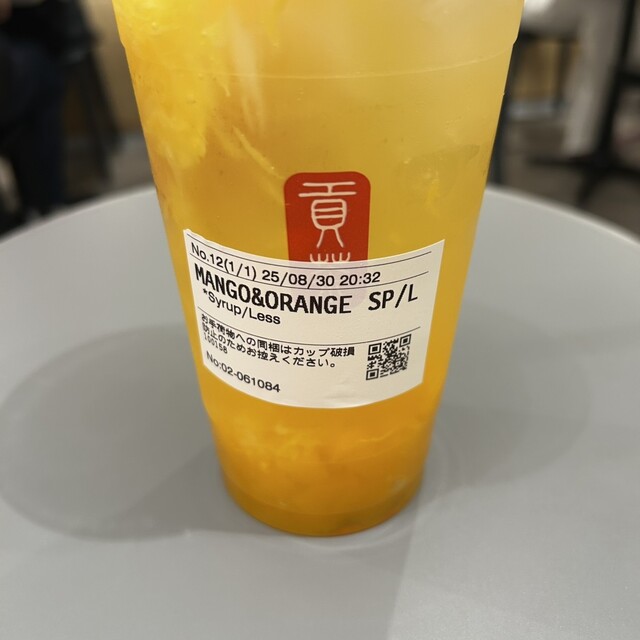 貢
No.12(1/1) 25/08/30 20:32
MANGO&ORANGE SP/L
*Syrup/Less
お手荷物への同梱はカップ破損
防止のためお控えください。
No:02-061084